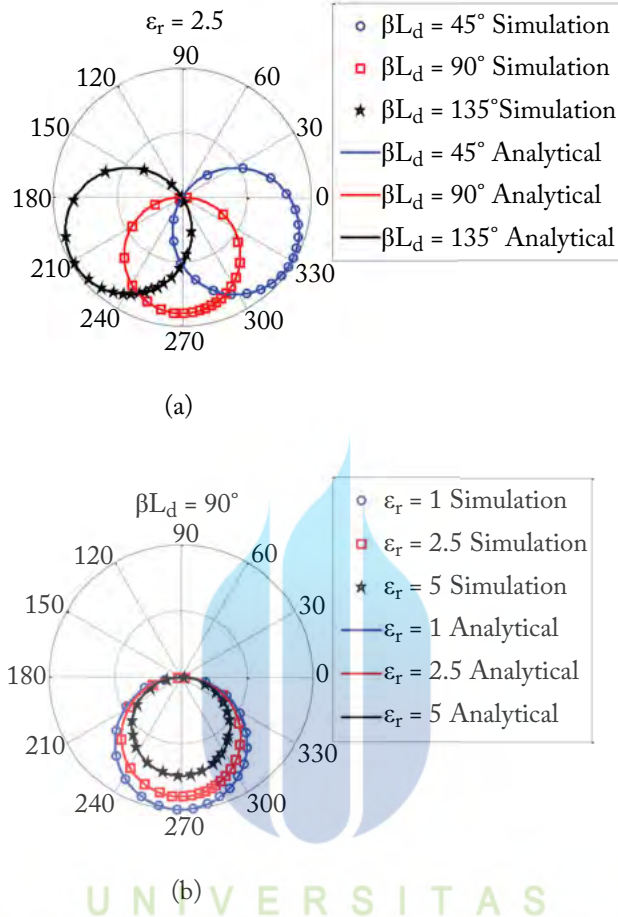 εr = 2.5
90
120
60
150
30
180
0
210
330
240
300
270
βLd = 45° Simulation
βLd = 90° Simulation
βLd = 135°Simulation
βLd = 45° Analytical
βLd = 90° Analytical
βLd = 135° Analytical
(a)
βLd = 90°
90
120
60
150
30
180
0
210
330
240
300
270
εr = 1 Simulation
εr = 2.5 Simulation
εr = 5 Simulation
εr = 1 Analytical
εr = 2.5 Analytical
εr = 5 Analytical
(b)
UNIVERSITAS